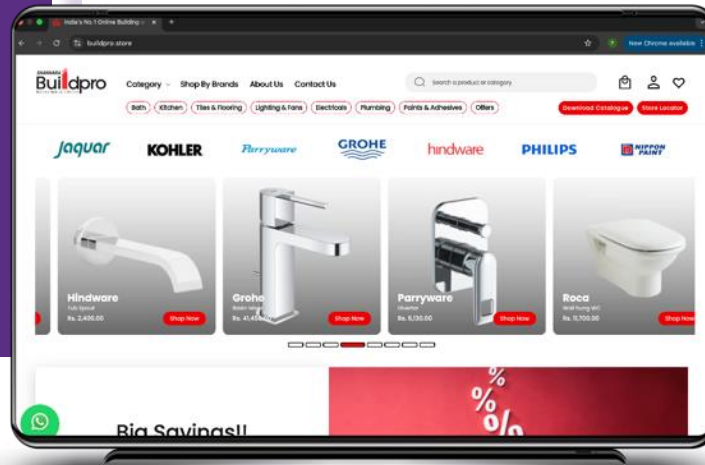 India's No. 1 Online Building
buildpro.store
New Chrome available
Buildpro
Category
Shop By Brands
About Us
Contact Us
Search a product or category
Bath
Kitchen
Tiles & Flooring
Lighting & Fans
Electricals
Plumbing
Paints & Adhesives
Offers
Download Catalogue
Store Locator
Jaquar
KOHLER
Parryware
GROHE
hindware
PHILIPS
NIPPON PAINT
Hindware
Tub Spout
Rs. 2,490.00
Shop Now
Grohe
Shop Now
Parryware
Diverter
Shop Now
Roca
Wall hung WC
Rs. 11,700.00
Shop Now
Big Savings!!
%
%
%